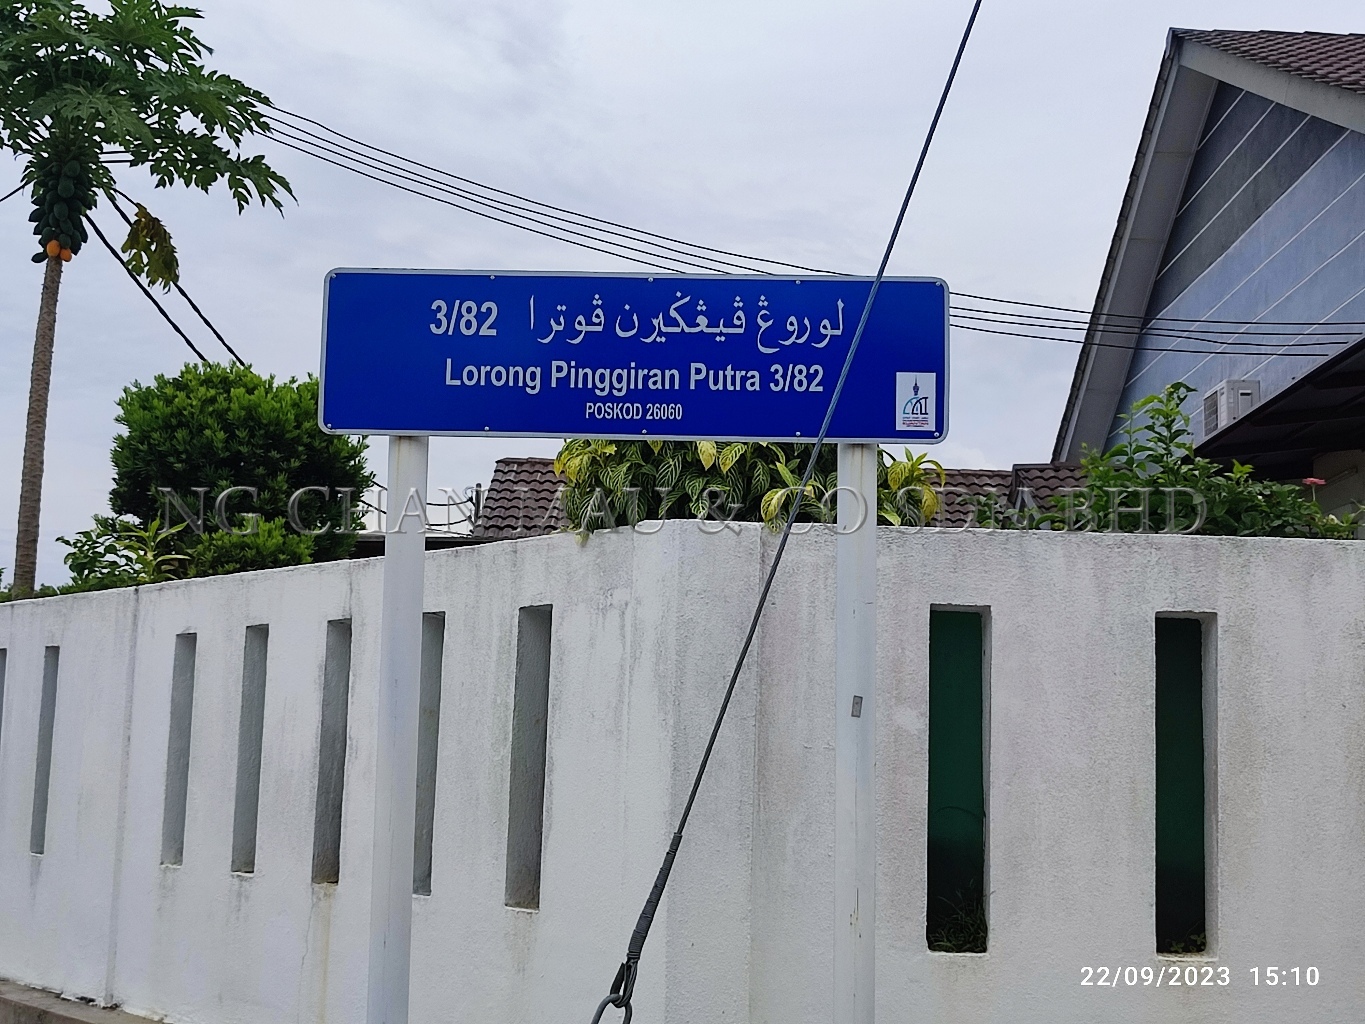 لوروڠ ڤيڠݢيرن ڤوترا 3/82
Lorong Pinggiran Putra 3/82
POSKOD 26060
NG CHAN MAU & CO SDN BHD
22/09/2023 15:10